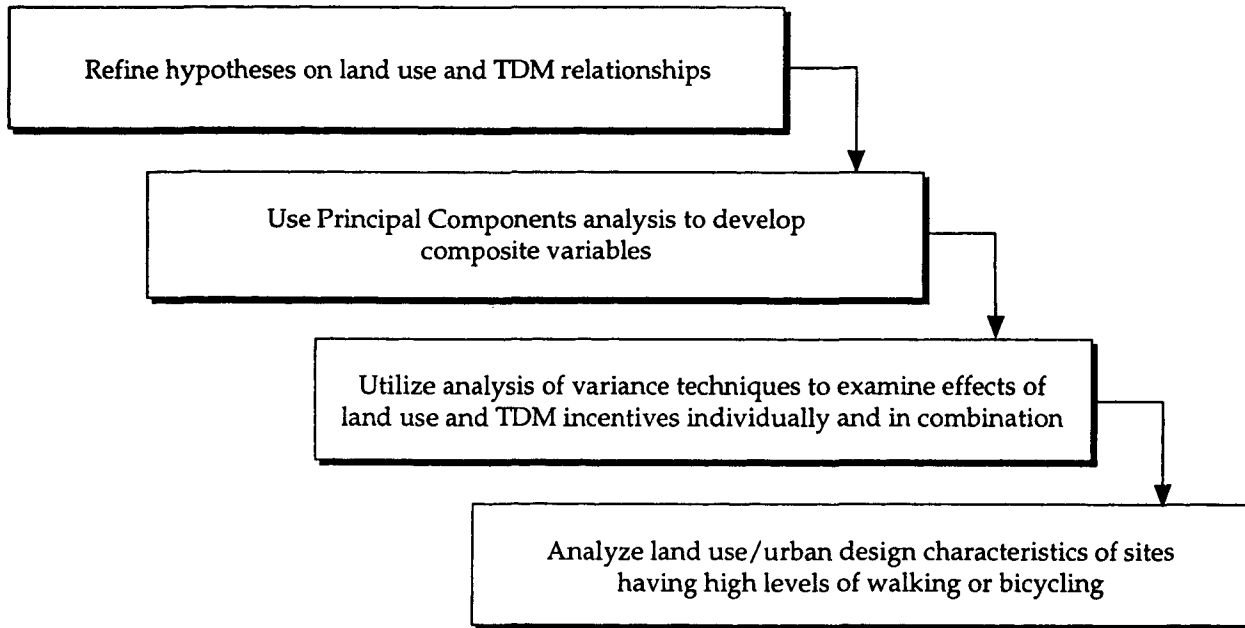 Refine hypotheses on land use and TDM relationships
Use Principal Components analysis to develop
composite variables
Utilize analysis of variance techniques to examine effects of
land use and TDM incentives individually and in combination
Analyze land use/urban design characteristics of sites
having high levels of walking or bicycling